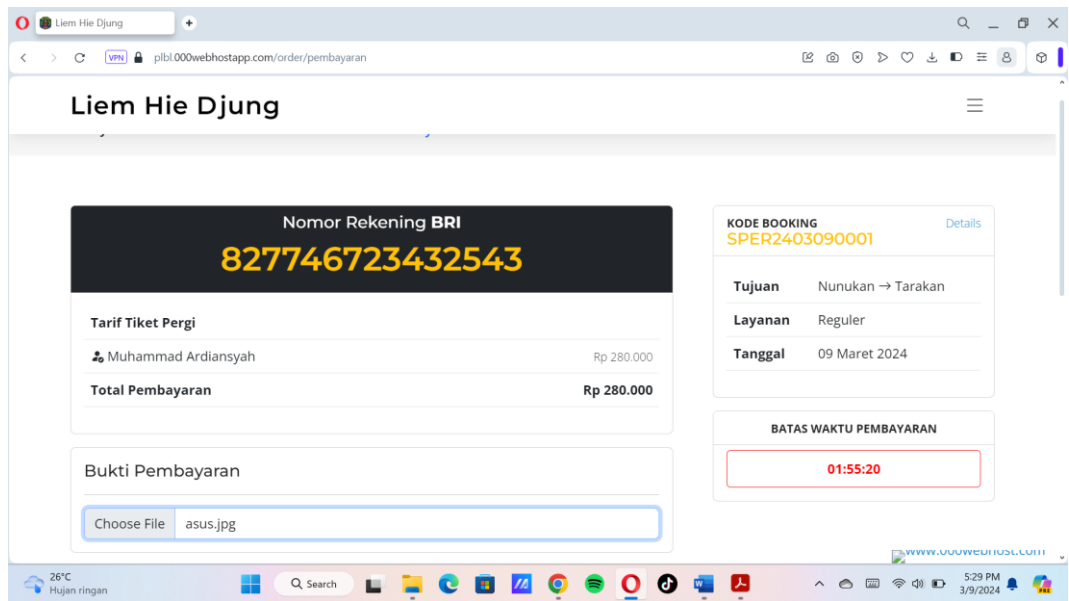 Liem Hie Djung
VPN
plbl.000webhostapp.com/order/pembayaran
Liem Hie Djung
Nomor Rekening BRI
827746723432543
Tarif Tiket Pergi
Muhammad Ardiansyah Rp 280.000
Total Pembayaran Rp 280.000
Bukti Pembayaran
Choose File asus.jpg
KODE BOOKING Details
SPER2403090001
Tujuan Nunukan → Tarakan
Layanan Reguler
Tanggal 09 Maret 2024
BATAS WAKTU PEMBAYARAN
01:55:20
www.000webhost.com
26°C
Hujan ringan
Search
5:29 PM
3/9/2024
PRE